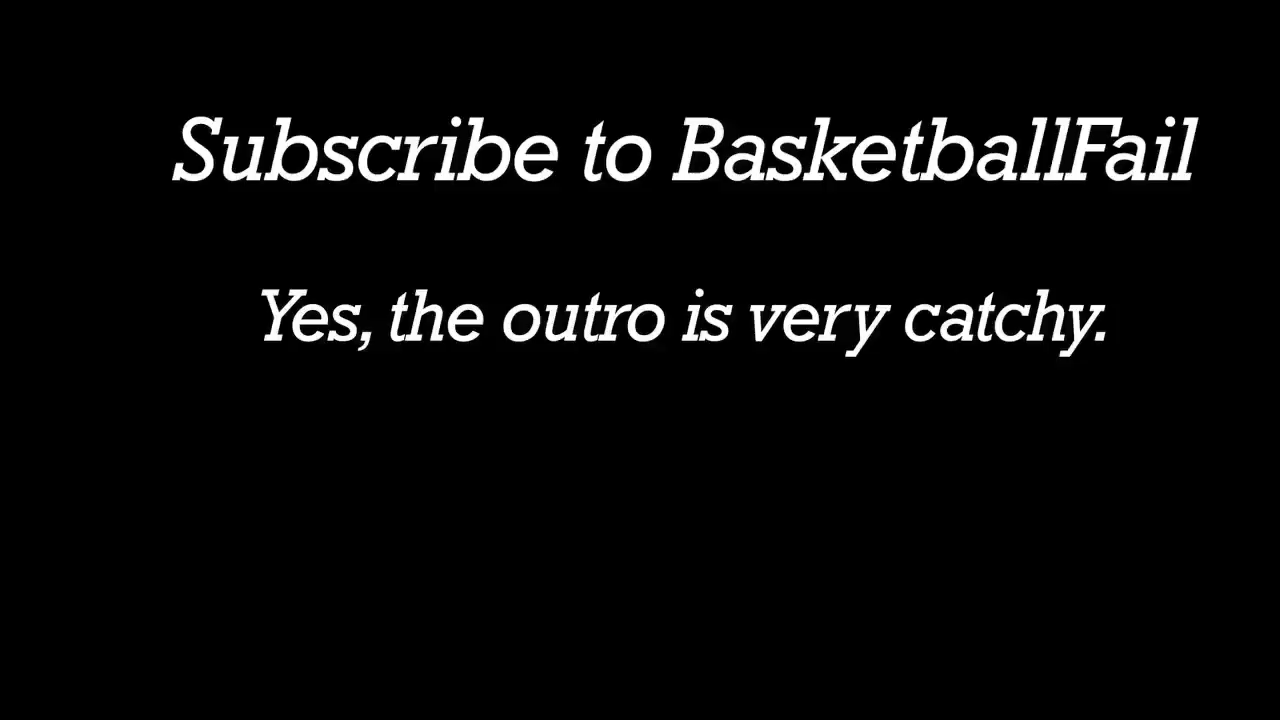 Subscribe to BasketballFail
Yes, the outro is very catchy.